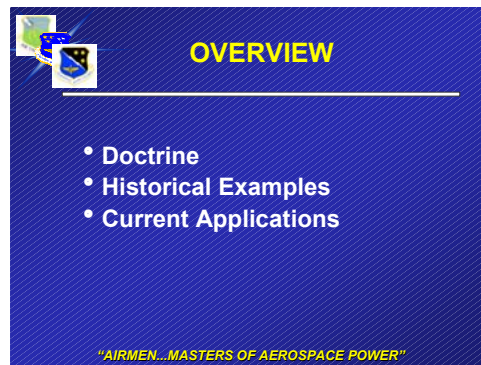 OVERVIEW
• Doctrine
• Historical Examples
• Current Applications
“AIRMEN...MASTERS OF AEROSPACE POWER”